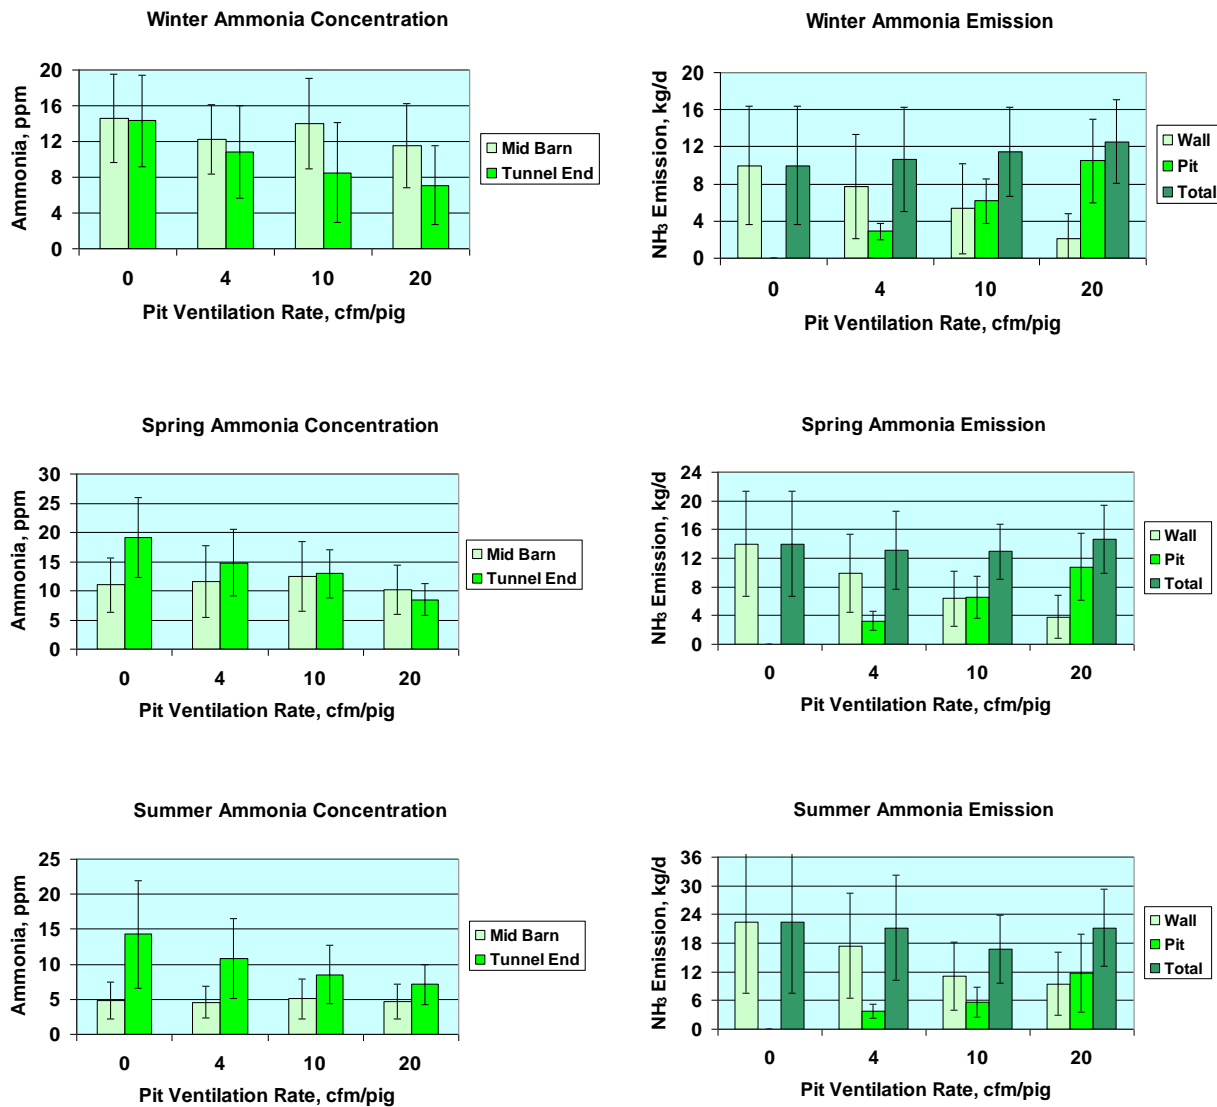 Winter Ammonia Concentration
Ammonia, ppm
20
16
12
8
4
0
0 4 10 20
Pit Ventilation Rate, cfm/pig
Mid Barn
Tunnel End
Winter Ammonia Emission
NH₃ Emission, kg/d
20
16
12
8
4
0
0 4 10 20
Pit Ventilation Rate, cfm/pig
Wall
Pit
Total
Spring Ammonia Concentration
Ammonia, ppm
30
25
20
15
10
5
0
0 4 10 20
Pit Ventilation Rate, cfm/pig
Mid Barn
Tunnel End
Spring Ammonia Emission
NH₃ Emission, kg/d
24
20
16
12
8
4
0
0 4 10 20
Pit Ventilation Rate, cfm/pig
Wall
Pit
Total
Summer Ammonia Concentration
Ammonia, ppm
25
20
15
10
5
0
0 4 10 20
Pit Ventilation Rate, cfm/pig
Mid Barn
Tunnel End
Summer Ammonia Emission
NH₃ Emission, kg/d
36
30
24
18
12
6
0
0 4 10 20
Pit Ventilation Rate, cfm/pig
Wall
Pit
Total